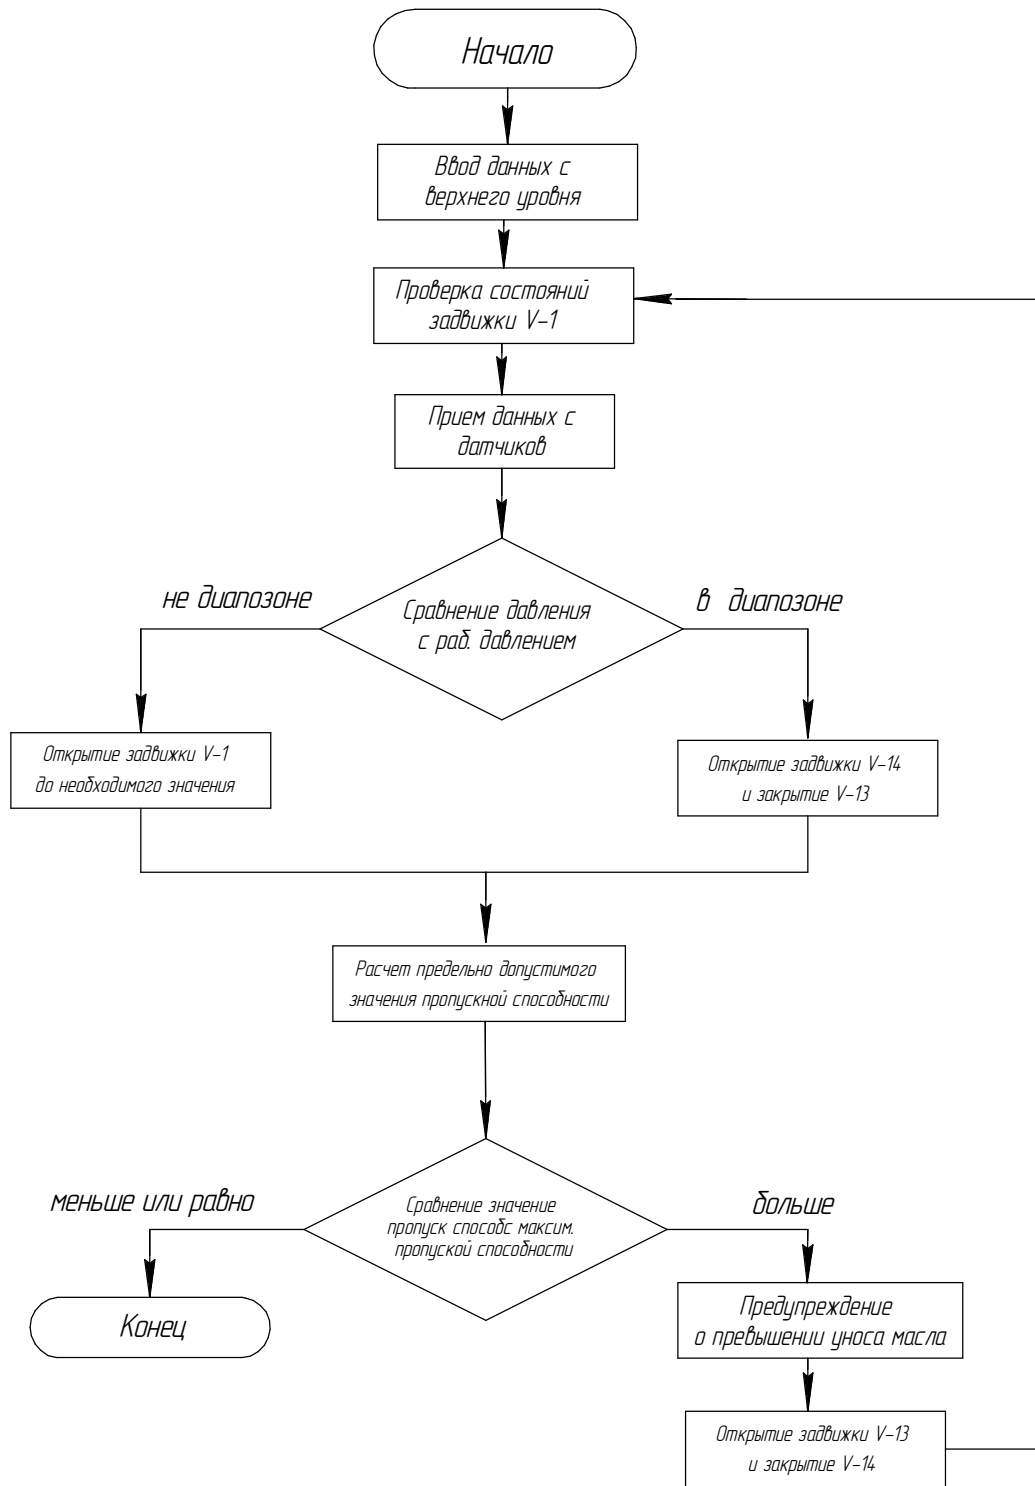 Начало
Ввод данных с
верхнего уровня
Проверка состояний
задвижки V-1
Прием данных с
датчиков
не диапозоне
Сравнение давления
с раб. давлением
в диапозоне
Открытие задвижки V-1
до необходимого значения
Открытие задвижки V-14
и закрытие V-13
Расчет предельно допустимого
значения пропускной способности
меньше или равно
Сравнение значение
пропуск способс максим.
пропуской способности
больше
Конец
Предупреждение
о превышении уноса масла
Открытие задвижки V-13
и закрытие V-14